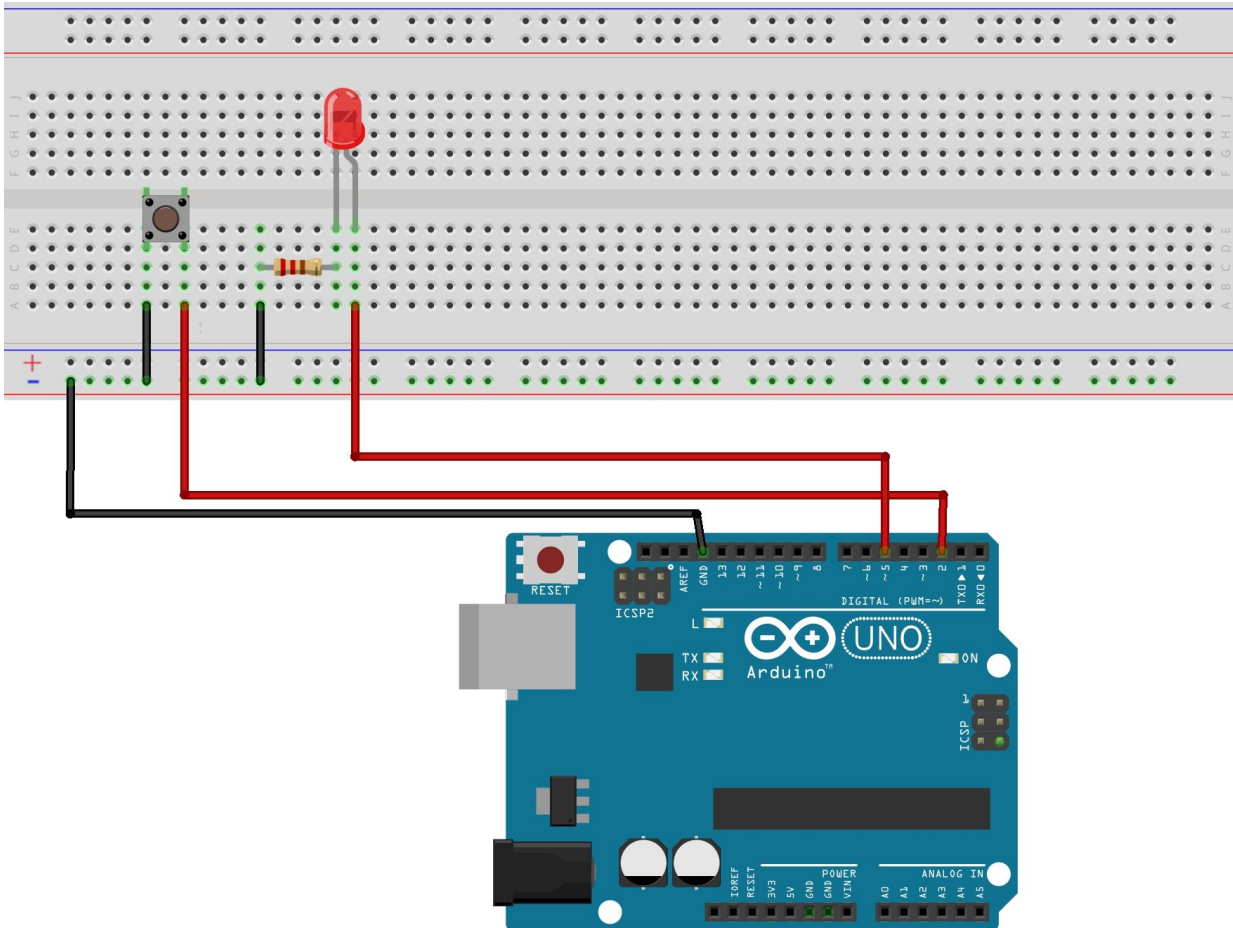 J
I
H
G
F
J
I
H
G
F
E
D
C
B
A
E
D
C
B
A
+
-
RESET
ICSP2
AREF
GND
13
12
~11
~10
~9
8
7
~6
~5
4
~3
2
TX0▶1
RX0◀0
DIGITAL (PWM=~)
L
TX
RX
UNO
Arduino™
ON
1
ICSP
IOREF
RESET
3V3
5V
GND
GND
VIN
POWER
ANALOG IN
A0
A1
A2
A3
A4
A5